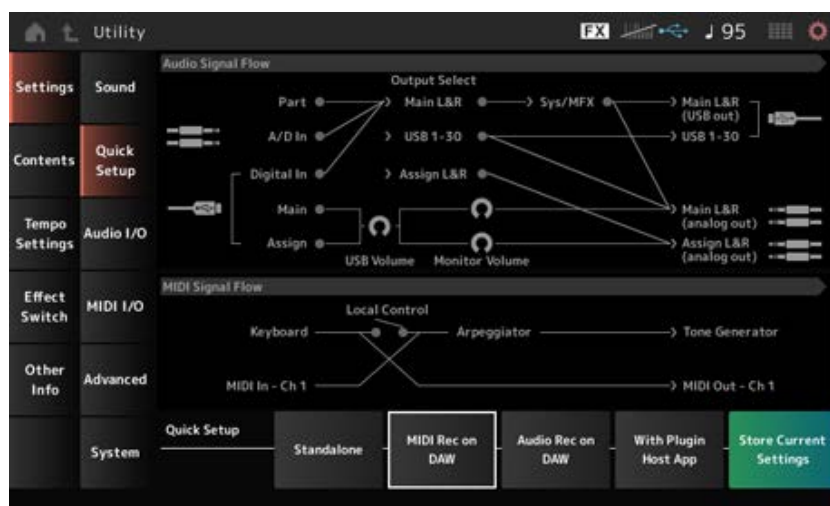 Utility
FX
95
Settings
Sound
Contents
Quick
Setup
Tempo
Settings
Audio I/O
Effect
Switch
MIDI I/O
Other
Info
Advanced
System
Audio Signal Flow
Output Select
Part
Main L&R
Sys/MFX
Main L&R
(USB out)
A/D In
USB 1-30
USB 1-30
Digital In
Assign L&R
Main
Main L&R
(analog out)
Assign
Assign L&R
(analog out)
USB Volume
Monitor Volume
MIDI Signal Flow
Local Control
Keyboard
Arpeggiator
Tone Generator
MIDI In - Ch 1
MIDI Out - Ch 1
Quick Setup
Standalone
MIDI Rec on
DAW
Audio Rec on
DAW
With Plugin
Host App
Store Current
Settings